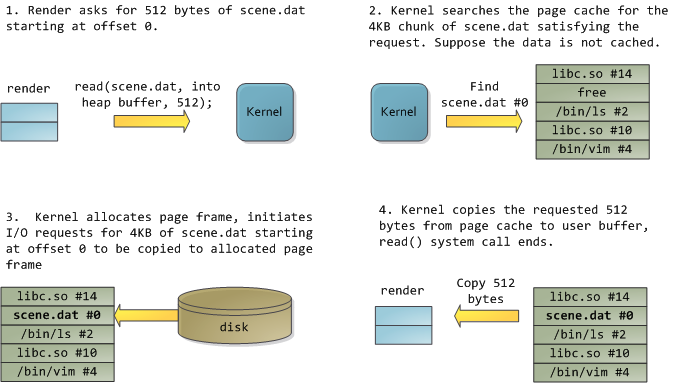 1. Render asks for 512 bytes of scene.dat
starting at offset 0.
render
read(scene.dat, into
heap buffer, 512);
Kernel
2. Kernel searches the page cache for the
4KB chunk of scene.dat satisfying the
request. Suppose the data is not cached.
Kernel
Find
scene.dat #0
libc.so #14
free
/bin/ls #2
libc.so #10
/bin/vim #4
3. Kernel allocates page frame, initiates
I/O requests for 4KB of scene.dat starting
at offset 0 to be copied to allocated page
frame
libc.so #14
scene.dat #0
/bin/ls #2
libc.so #10
/bin/vim #4
disk
4. Kernel copies the requested 512
bytes from page cache to user buffer,
read() system call ends.
render
Copy 512
bytes
libc.so #14
scene.dat #0
/bin/ls #2
libc.so #10
/bin/vim #4